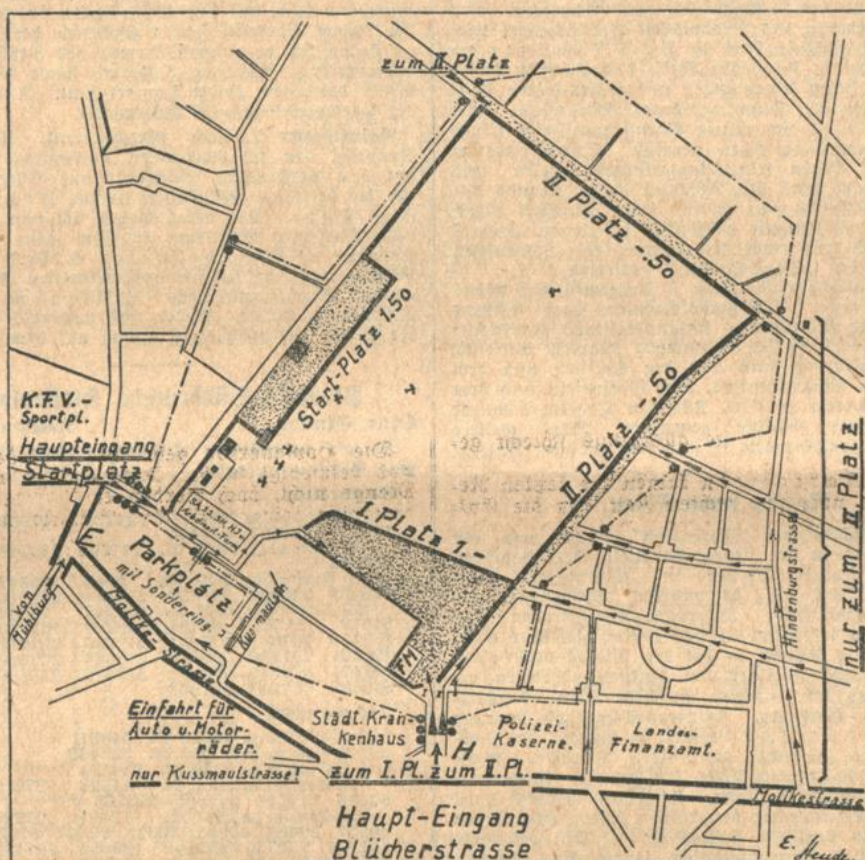 zum II. Platz
II. Platz -.50
Start-Platz 1.50
K.F.V.-
Sportpl.
Haupteingang
Startplatz
II. Platz -.50
I. Platz 1.-
Parkplatz
mit Sondereing.
Kussmaulstr.
von
Mühlburg
Moltke-Strasse
FM
Hindenburgstrasse
nur zum II. Platz
Einfahrt für
Auto u. Motor-
räder.
nur Kussmaulstrasse!
Städt. Kran-
kenhaus
H
Polizei-
Kaserne.
Landes-
Finanzamt.
zum I. Pl. zum II. Pl.
Moltkestrasse
Haupt-Eingang
Blücherstrasse
E.